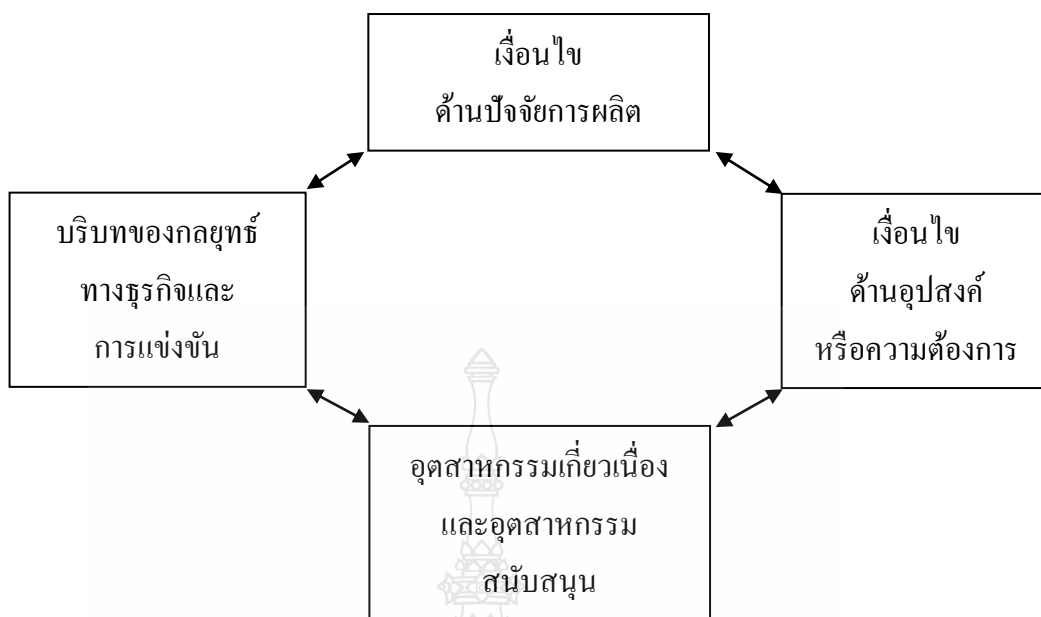 เงื่อนไข
ด้านปัจจัยการผลิต
บริบทของกลยุทธ์
ทางธุรกิจและ
การแข่งขัน
เงื่อนไข
ด้านอุปสงค์
หรือความต้องการ
อุตสาหกรรมเกี่ยวเนื่อง
และอุตสาหกรรม
สนับสนุน